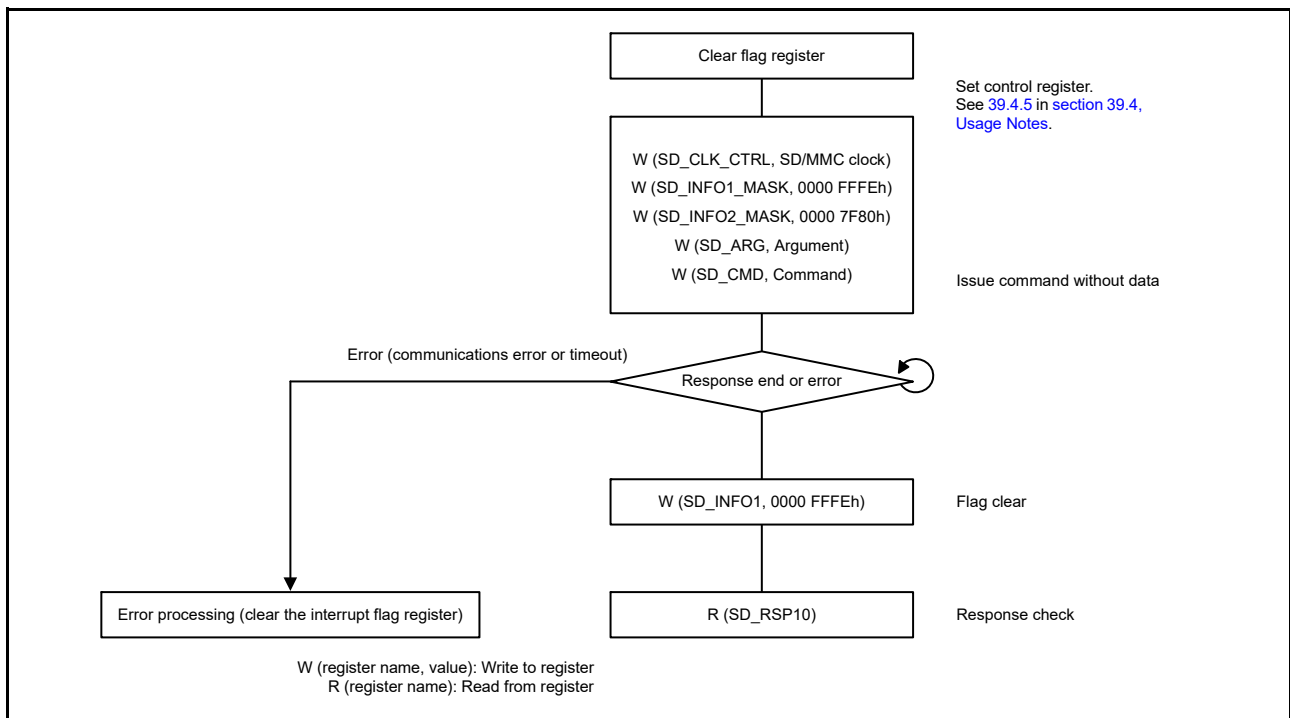 Clear flag register
Set control register.
See 39.4.5 in section 39.4,
Usage Notes.
W (SD_CLK_CTRL, SD/MMC clock)
W (SD_INFO1_MASK, 0000 FFFEh)
W (SD_INFO2_MASK, 0000 7F80h)
W (SD_ARG, Argument)
W (SD_CMD, Command)
Issue command without data
Error (communications error or timeout)
Response end or error
W (SD_INFO1, 0000 FFFEh)
Flag clear
Error processing (clear the interrupt flag register)
R (SD_RSP10)
Response check
W (register name, value): Write to register
R (register name): Read from register